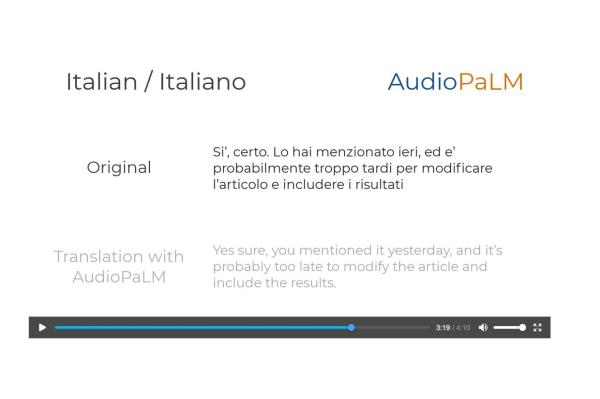 Italian / Italiano
AudioPaLM
Original
Si', certo. Lo hai menzionato ieri, ed e'
probabilmente troppo tardi per modificare
l'articolo e includere i risultati
Translation with
AudioPaLM
Yes sure, you mentioned it yesterday, and it's
probably too late to modify the article and
include the results.
3:19 / 4:10